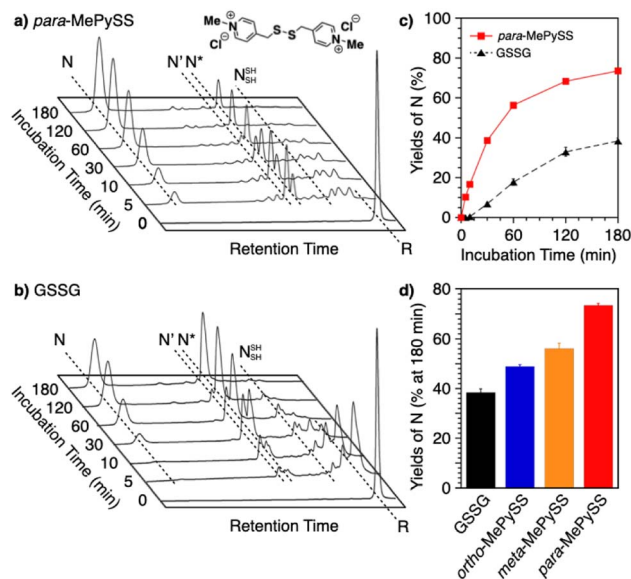 a) para-MePySS
N
Me
N
+
Cl⊖
S
S
Cl⊖
N
+
Me
N' N*
N SH SH
180
120
60
30
10
5
0
Incubation Time (min)
Retention Time
R
b) GSSG
N
N' N*
N SH SH
180
120
60
30
10
5
0
Incubation Time (min)
Retention Time
R
c)
para-MePySS
GSSG
Yields of N (%)
100
80
60
40
20
0
0 60 120 180
Incubation Time (min)
d)
Yields of N (% at 180 min)
80
60
40
20
0
GSSG
ortho-MePySS
meta-MePySS
para-MePySS